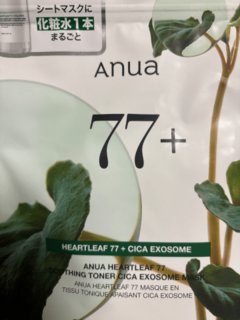 シートマスクに
化粧水1本
まるごと
ANUA
77+
HEARTLEAF 77 + CICA EXOSOME
ANUA HEARTLEAF 77
SOOTHING TONER CICA EXOSOME MASK
ANUA HEARTLEAF 77 MASQUE EN
TISSU TONIQUE APAISANT CICA EXOSOME